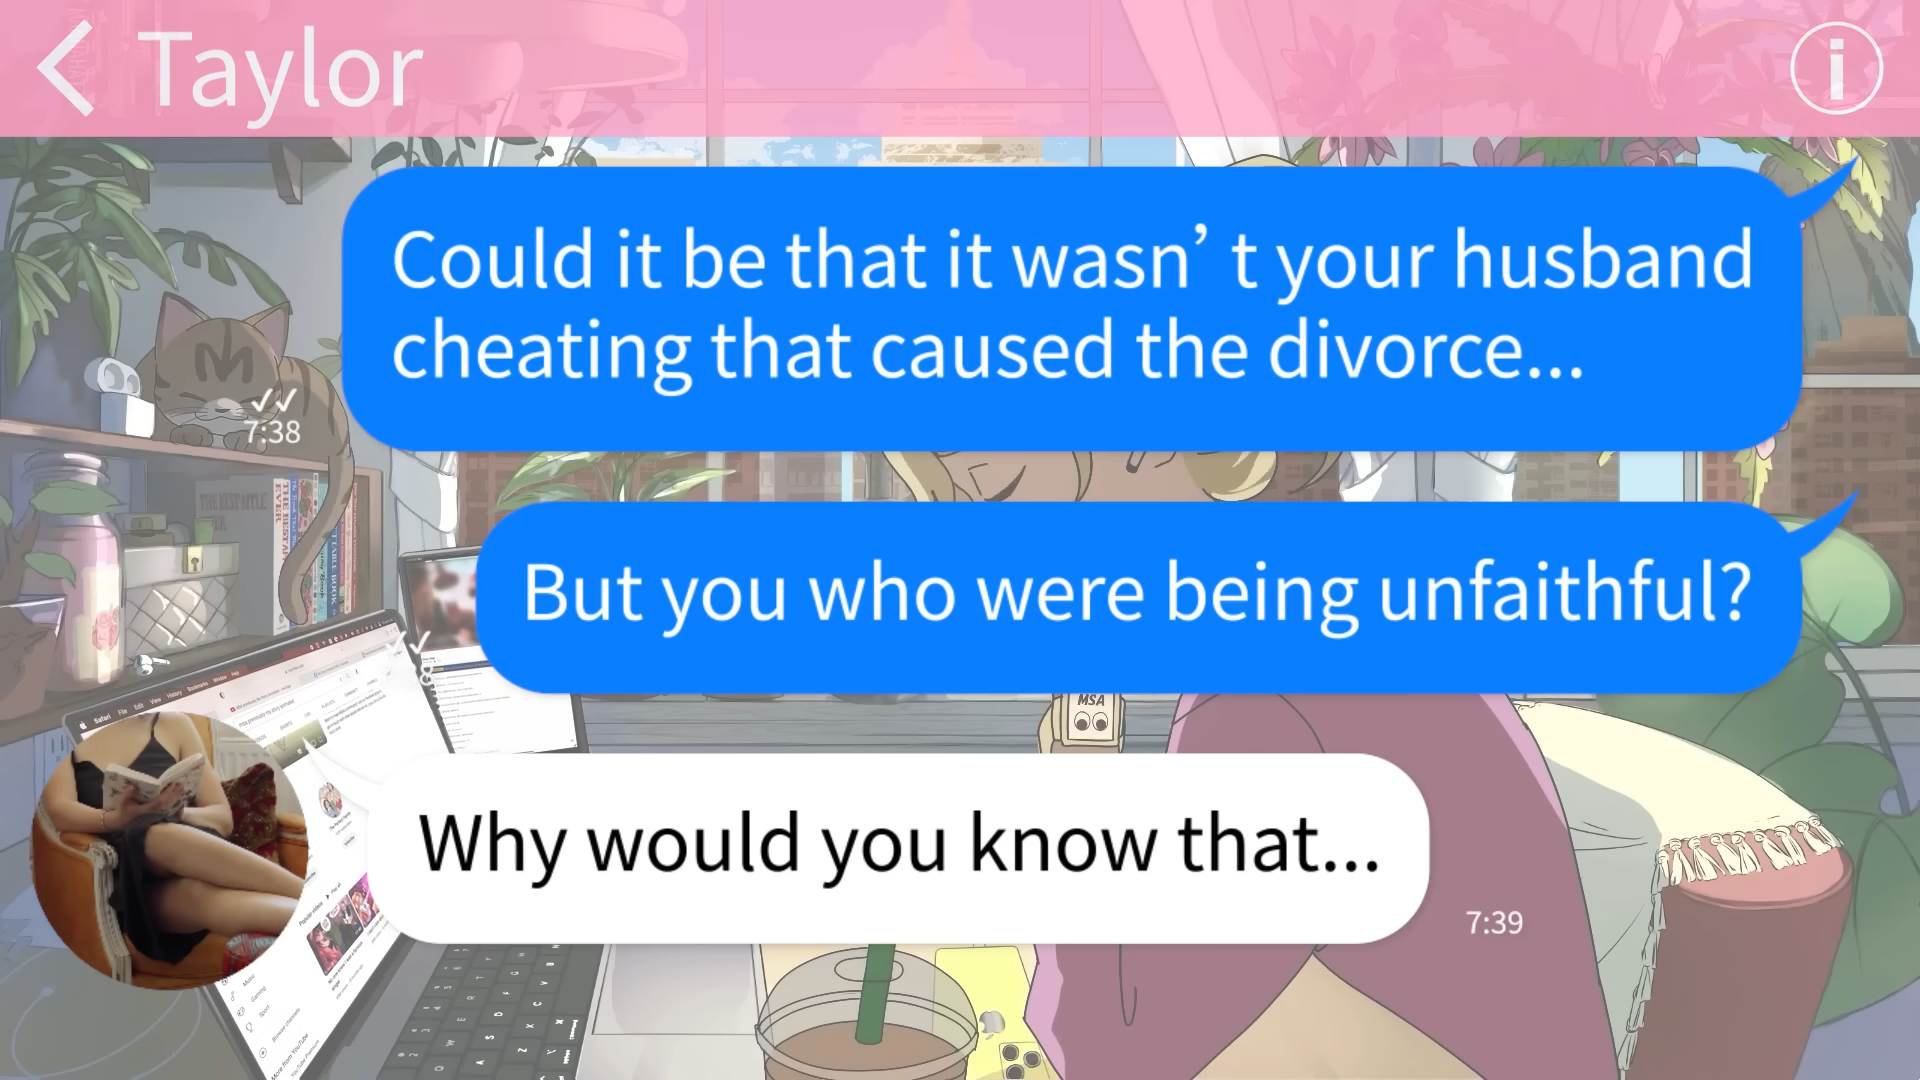 Taylor
i
Could it be that it wasn’ t your husband
cheating that caused the divorce...
7:38
But you who were being unfaithful?
MSA
Why would you know that...
7:39